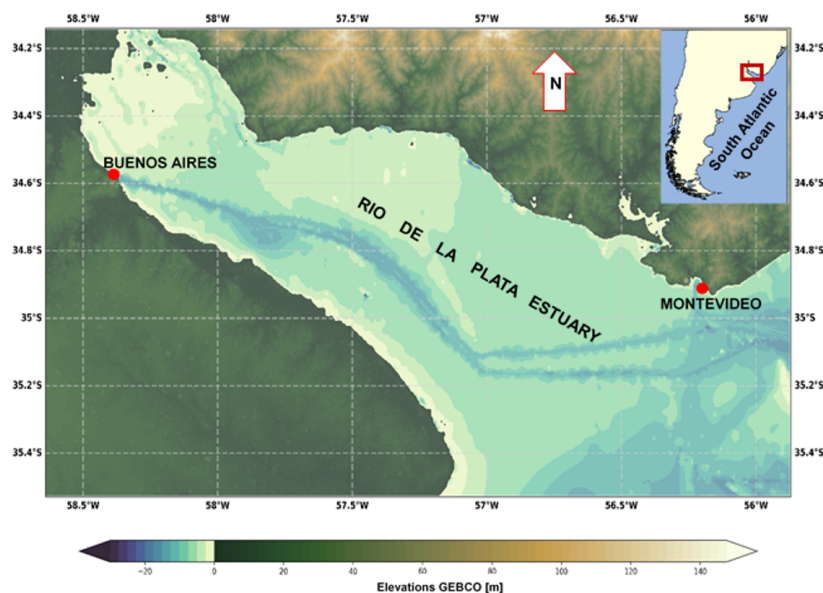 58.5°S 58°W 57.5°W 57°W 56.5°W 56°W
34.2°S 34.2°S
34.4°S 34.4°S
34.6°S 34.6°S
34.8°S 34.8°S
35°S 35°S
35.2°S 35.2°S
35.4°S 35.4°S
N
South Atlantic
Ocean
BUENOS AIRES
RIO DE LA PLATA ESTUARY
MONTEVIDEO
58.5°S 58°W 57.5°W 57°W 56.5°W 56°W
−20 0 20 40 60 80 100 120 140
Elevations GEBCO [m]